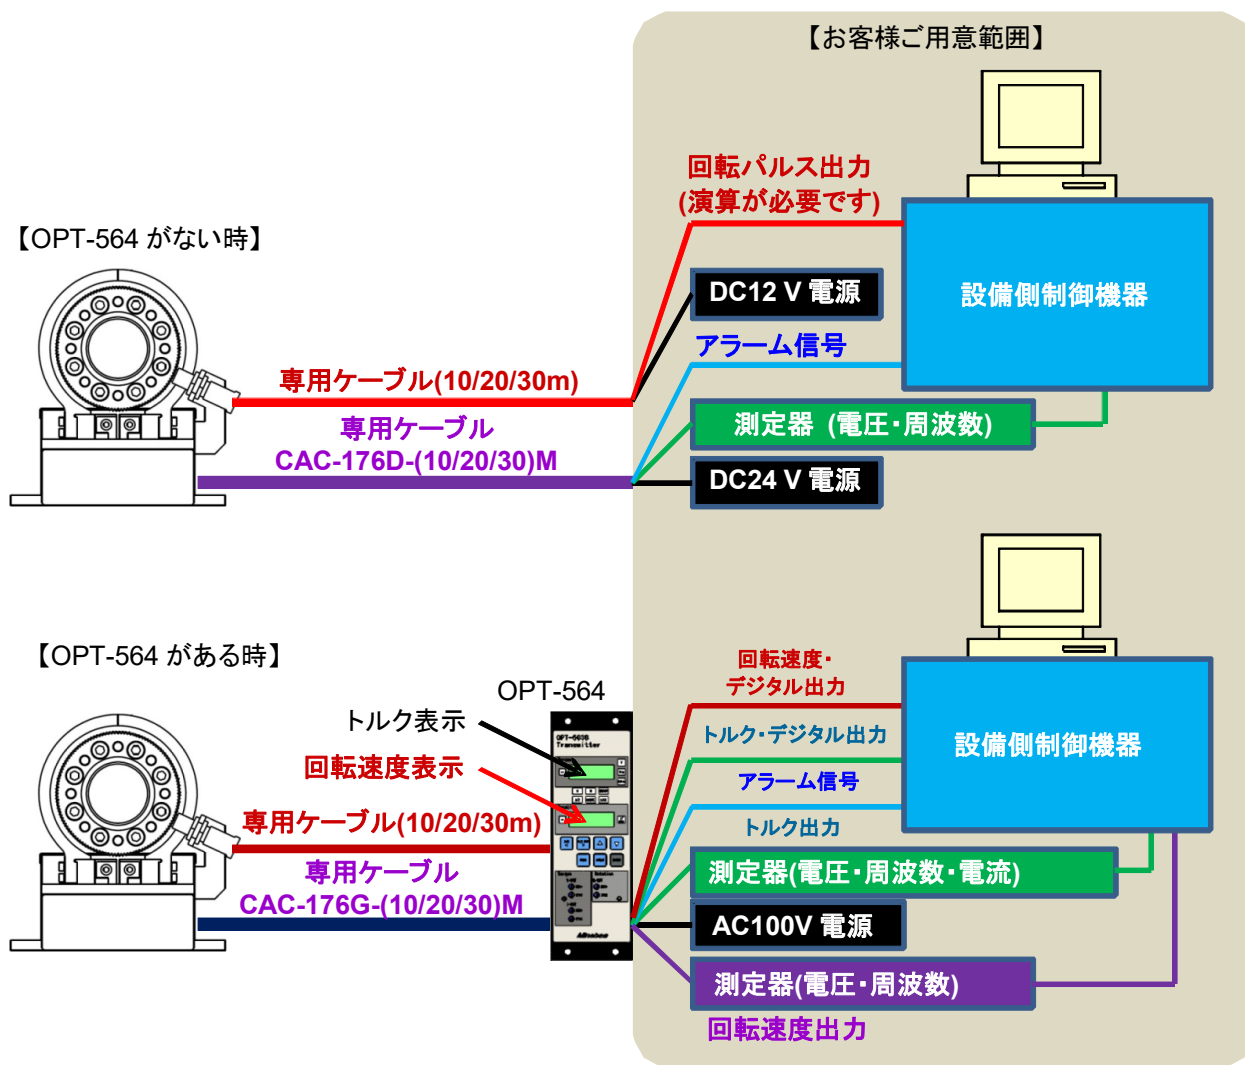 【お客様ご用意範囲】
回転パルス出力
(演算が必要です)
【OPT-564 がない時】
DC12 V 電源
設備側制御機器
アラーム信号
専用ケーブル(10/20/30m)
専用ケーブル
CAC-176D-(10/20/30)M
測定器 (電圧・周波数)
DC24 V 電源
【OPT-564 がある時】
OPT-564
トルク表示
回転速度表示
専用ケーブル(10/20/30m)
専用ケーブル
CAC-176G-(10/20/30)M
OPT-563B
Transmitter
Torque
Rotation
回転速度・
デジタル出力
トルク・デジタル出力
設備側制御機器
アラーム信号
トルク出力
測定器(電圧・周波数・電流)
AC100V 電源
測定器(電圧・周波数)
回転速度出力